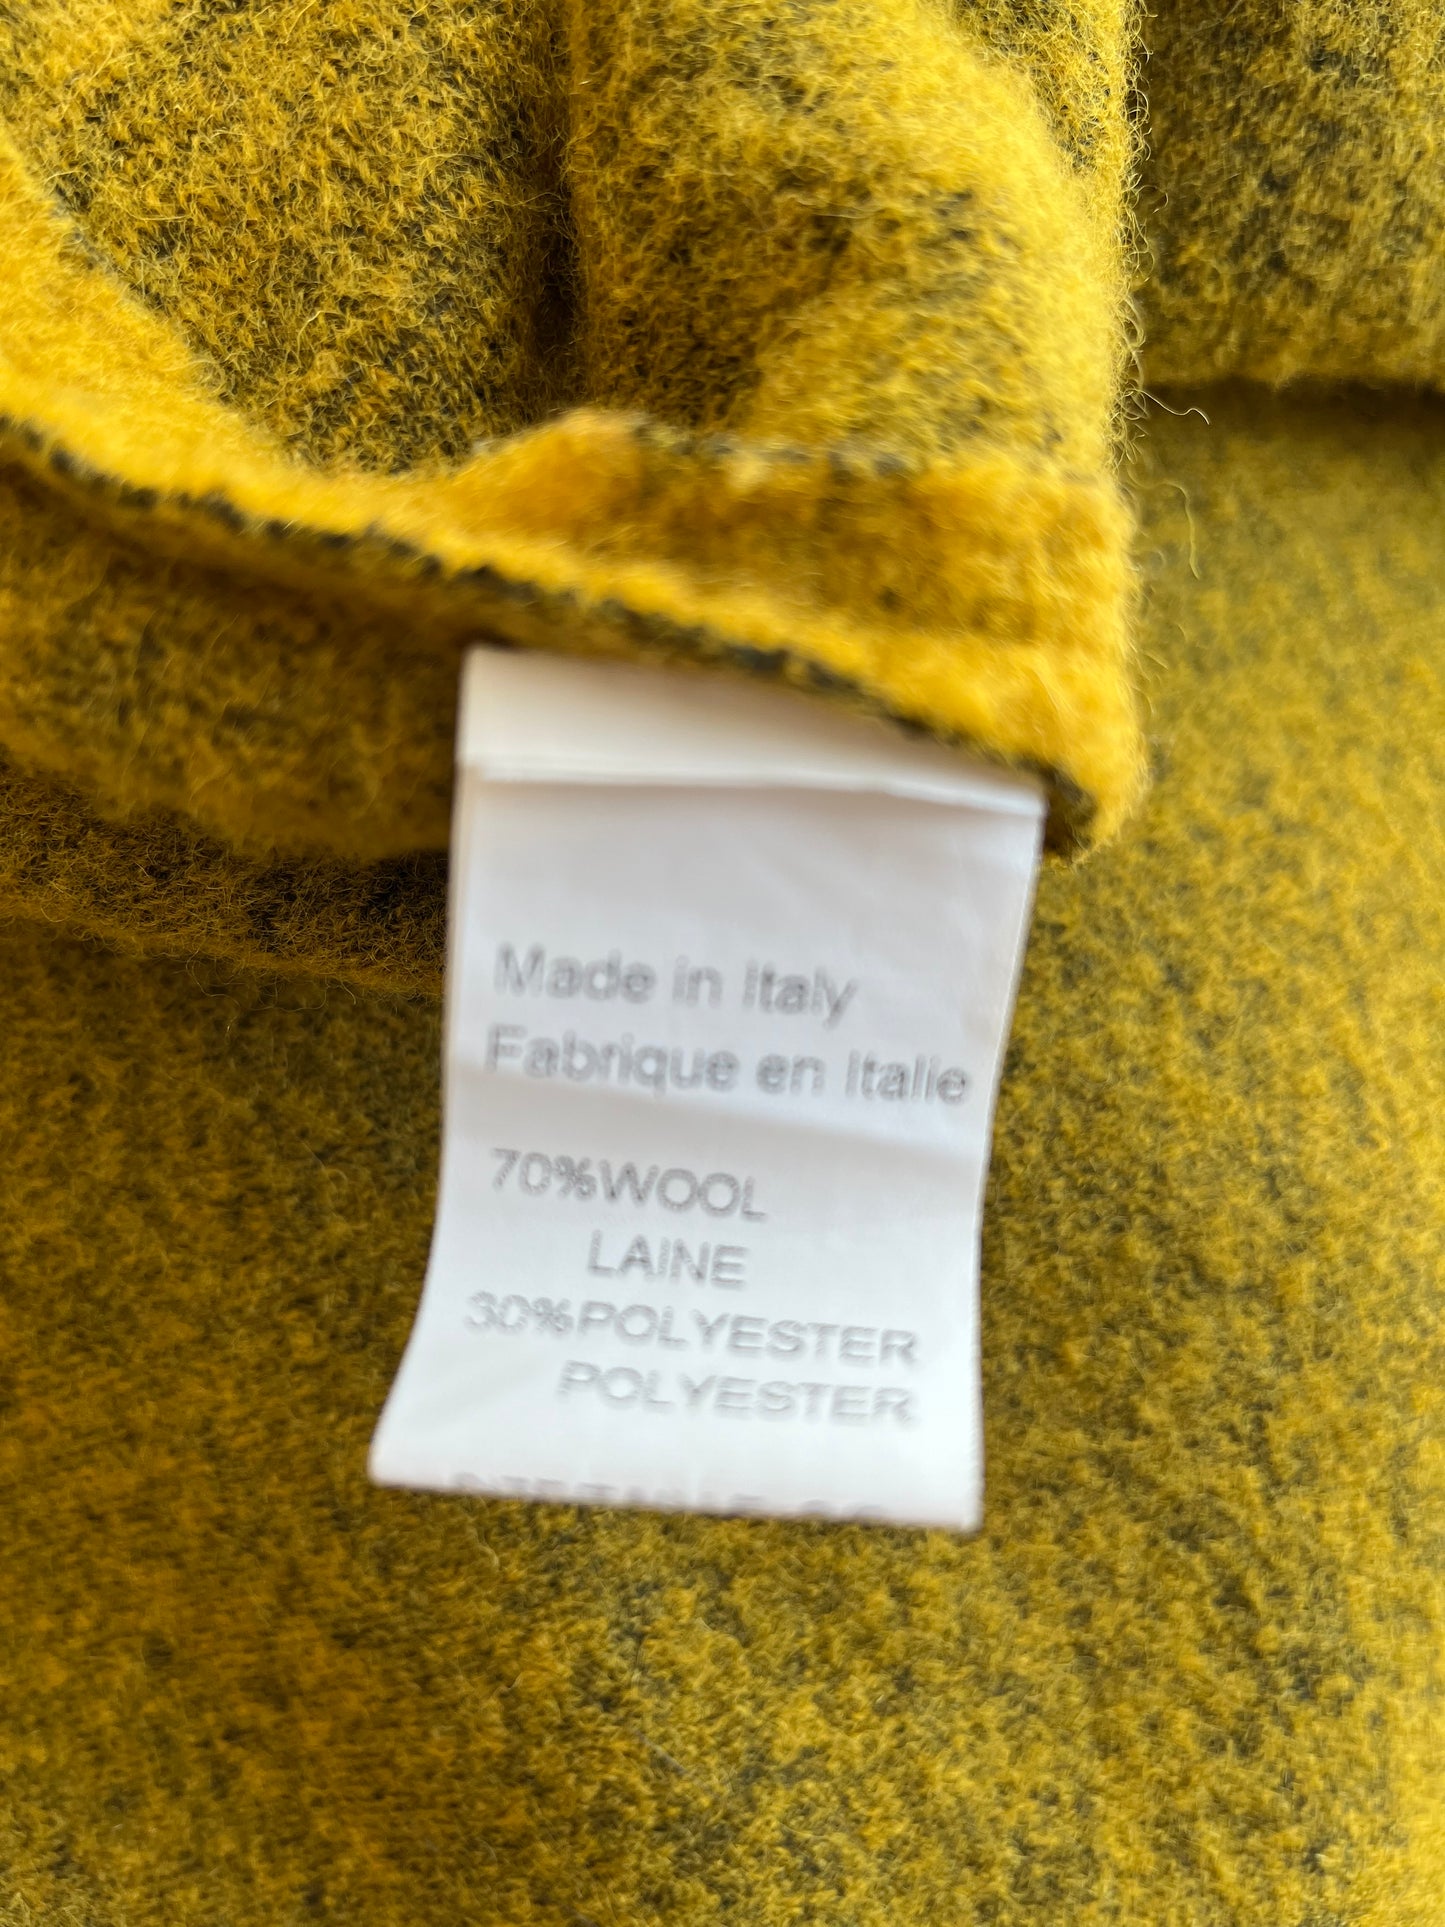 Made in Italy
Fabrique en Italie
70%WOOL
LAINE
30%POLYESTER
POLYESTER